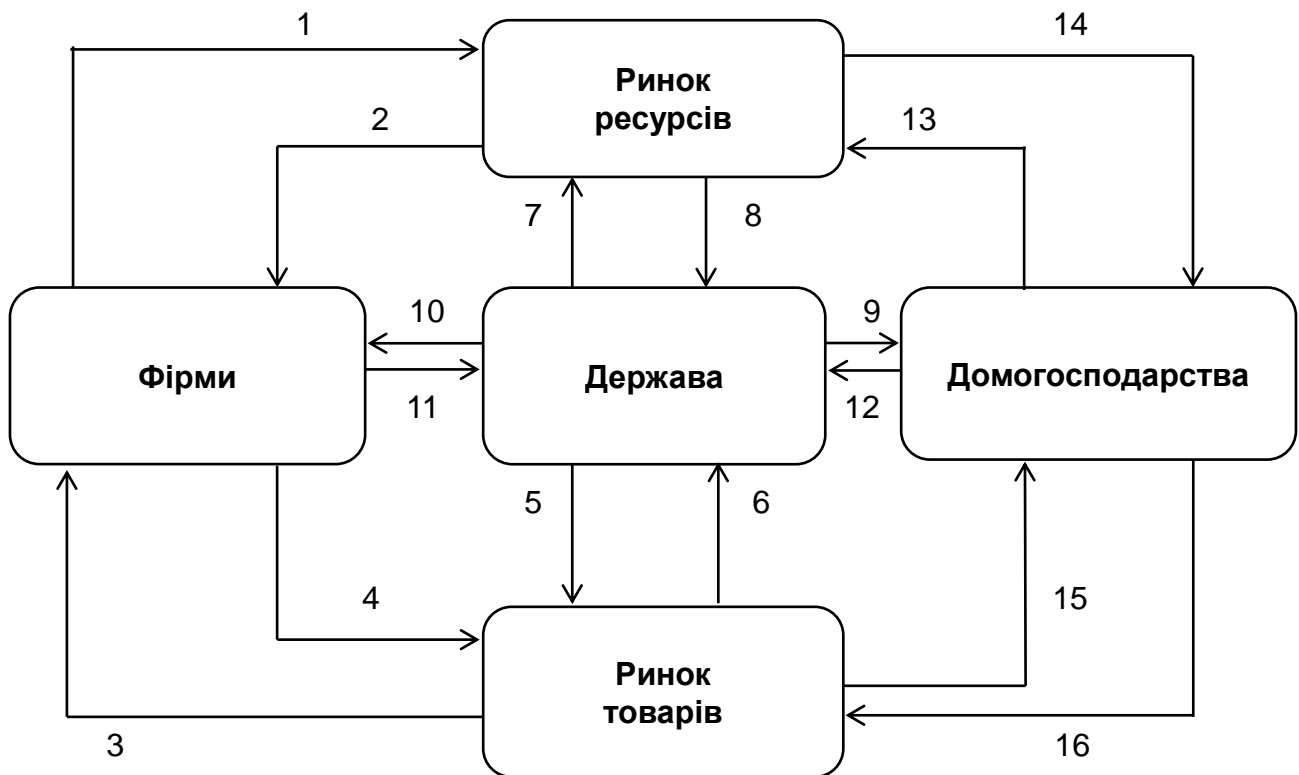 1
14
Ринок
ресурсів
2
13
7
8
10
9
Фірми
Держава
Домогосподарства
11
12
5
6
4
15
Ринок
товарів
3
16